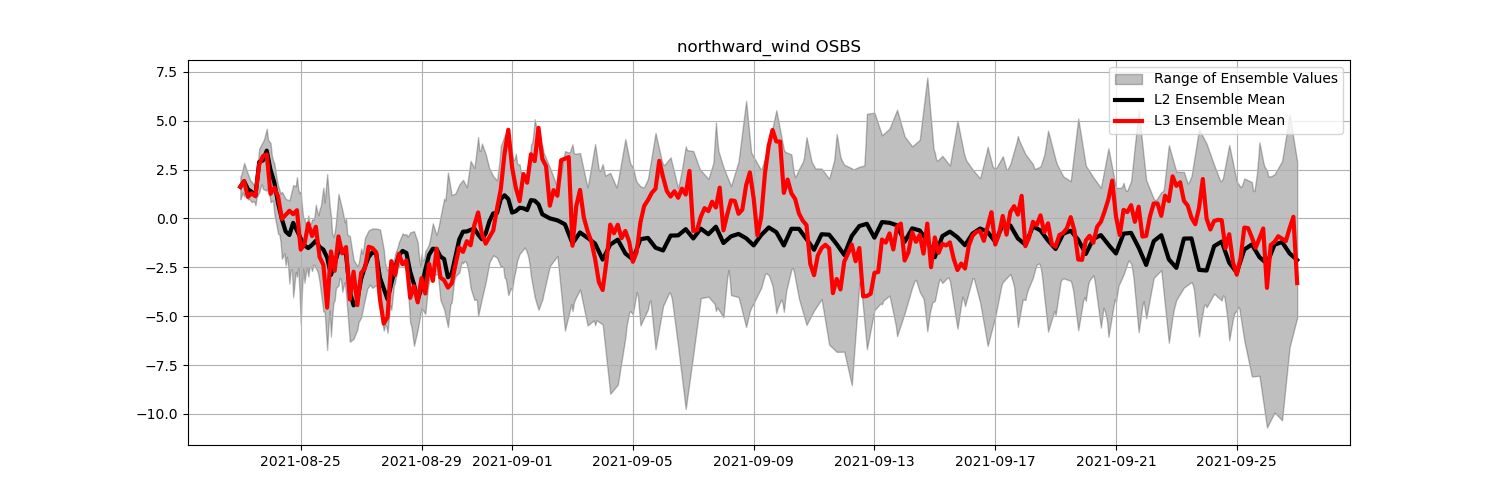 northward_wind OSBS
7.5
5.0
2.5
0.0
−2.5
−5.0
−7.5
−10.0
Range of Ensemble Values
L2 Ensemble Mean
L3 Ensemble Mean
2021-08-25 2021-08-29 2021-09-01 2021-09-05 2021-09-09 2021-09-13 2021-09-17 2021-09-21 2021-09-25